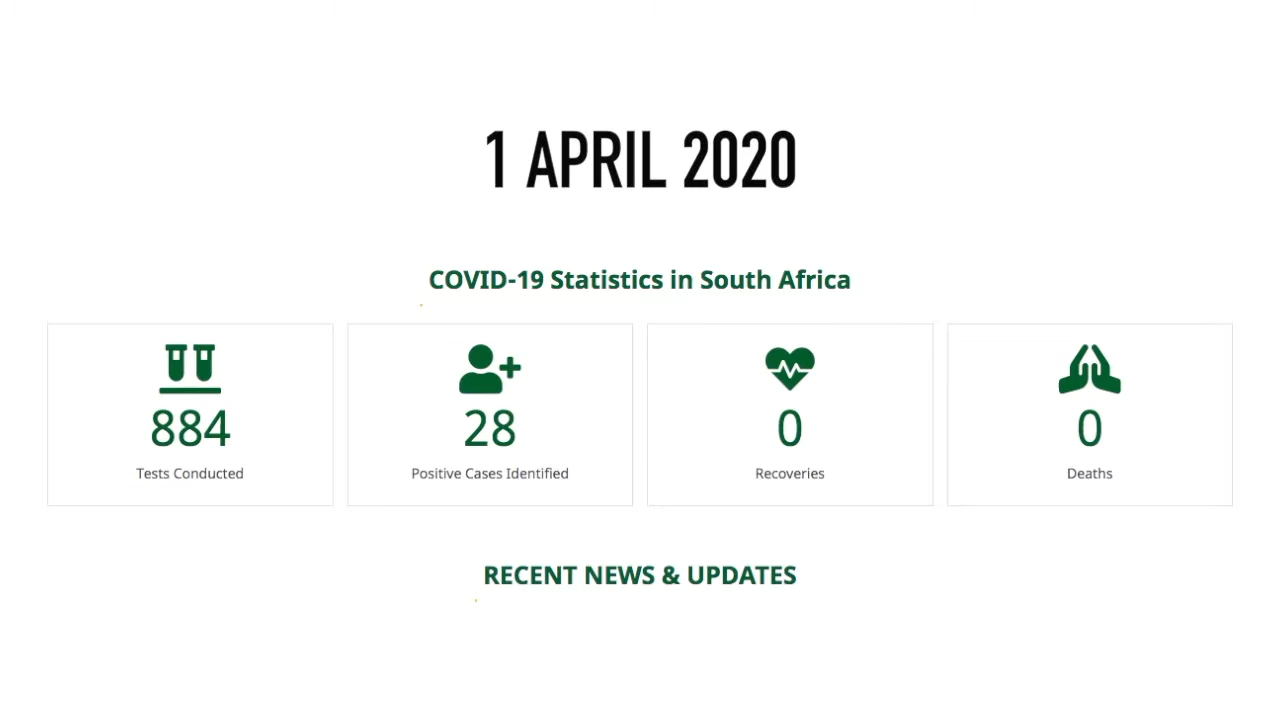 1 APRIL 2020
COVID-19 Statistics in South Africa
884
Tests Conducted
28
Positive Cases Identified
0
Recoveries
0
Deaths
RECENT NEWS & UPDATES